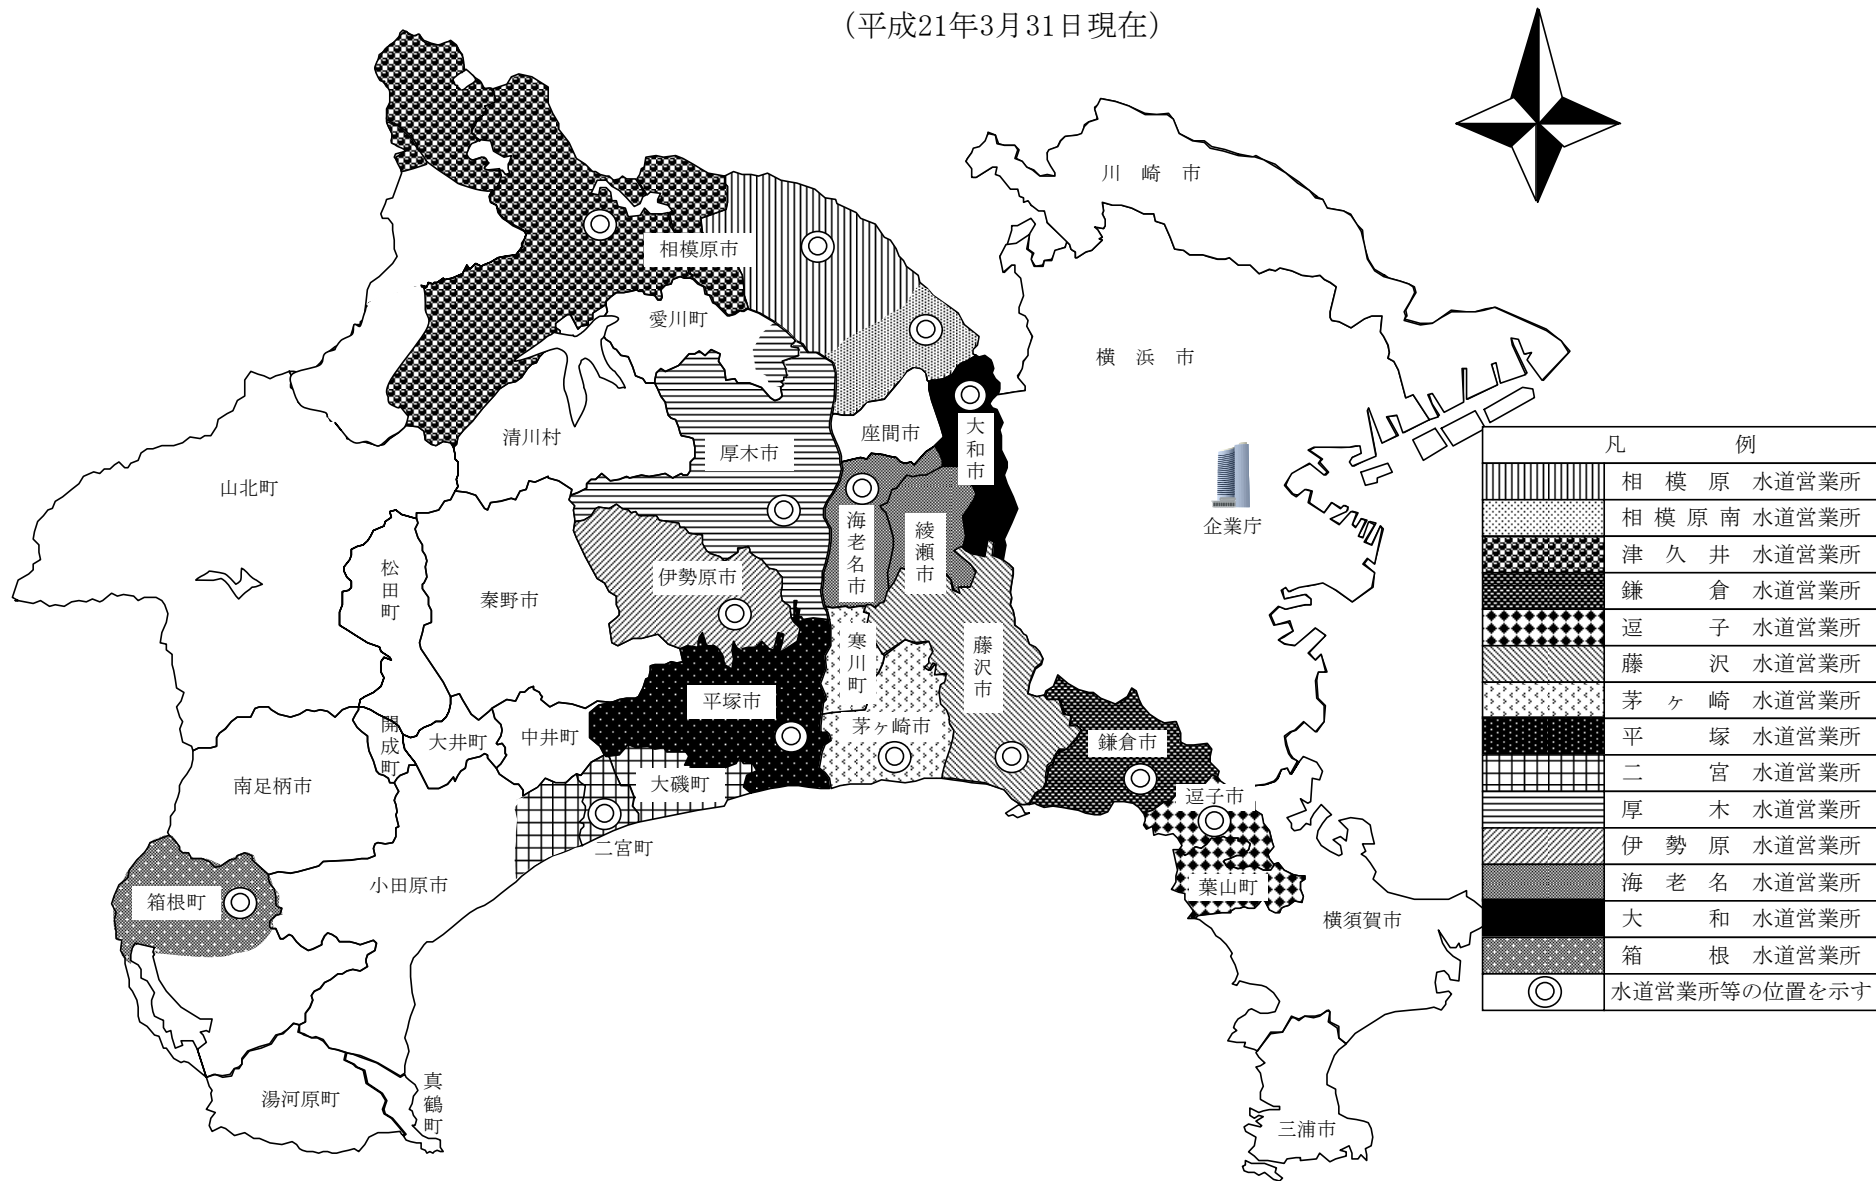 (平成21年3月31日現在)
川崎市
相模原市
愛川町
横浜市
清川村
厚木市
座間市
大和市
山北町
企業庁
海老名市
綾瀬市
松田町
伊勢原市
秦野市
寒川町
藤沢市
平塚市
茅ヶ崎市
開成町
大井町
中井町
鎌倉市
南足柄市
大磯町
逗子市
二宮町
小田原市
箱根町
葉山町
横須賀市
湯河原町
真鶴町
三浦市
凡例
相模原 水道営業所
相模原南 水道営業所
津久井 水道営業所
鎌倉 水道営業所
逗子 水道営業所
藤沢 水道営業所
茅ヶ崎 水道営業所
平塚 水道営業所
二宮 水道営業所
厚木 水道営業所
伊勢原 水道営業所
海老名 水道営業所
大和 水道営業所
箱根 水道営業所
水道営業所等の位置を示す